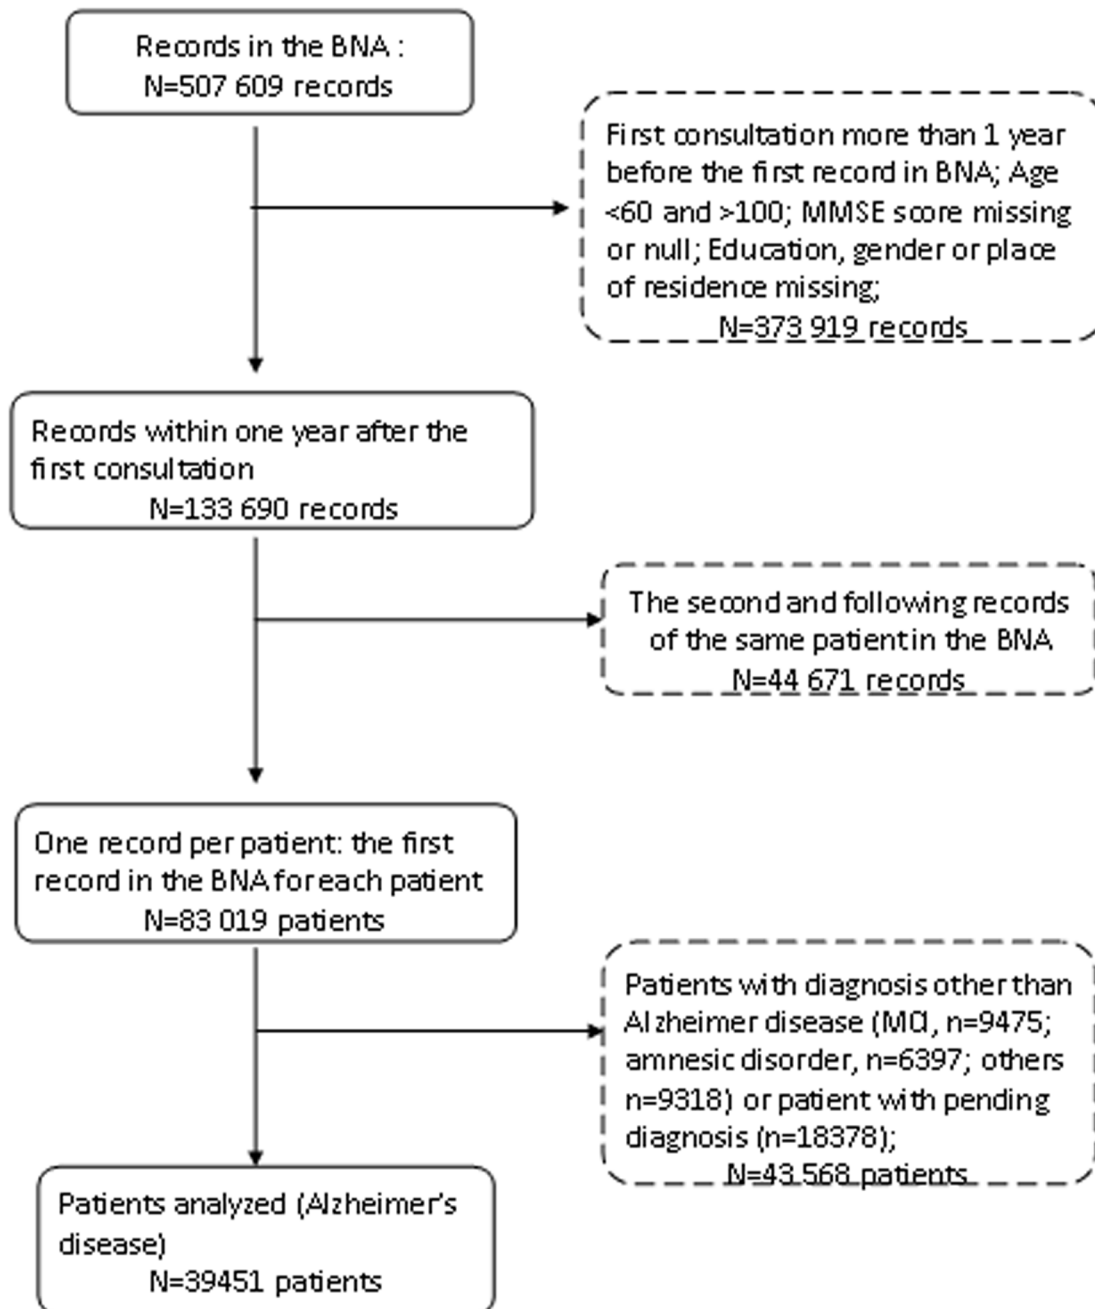 Records in the BNA :
N=507 609 records
First consultation more than 1 year
before the first record in BNA; Age
<60 and >100; MMSE score missing
or null; Education, gender or place
of residence missing;
N=373 919 records
Records within one year after the
first consultation
N=133 690 records
The second and following records
of the same patient in the BNA
N=44 671 records
One record per patient: the first
record in the BNA for each patient
N=83 019 patients
Patients with diagnosis other than
Alzheimer disease (MCI, n=9475;
amnesic disorder, n=6397; others
n=9318) or patient with pending
diagnosis (n=18378);
N=43 568 patients
Patients analyzed (Alzheimer's
disease)
N=39451 patients